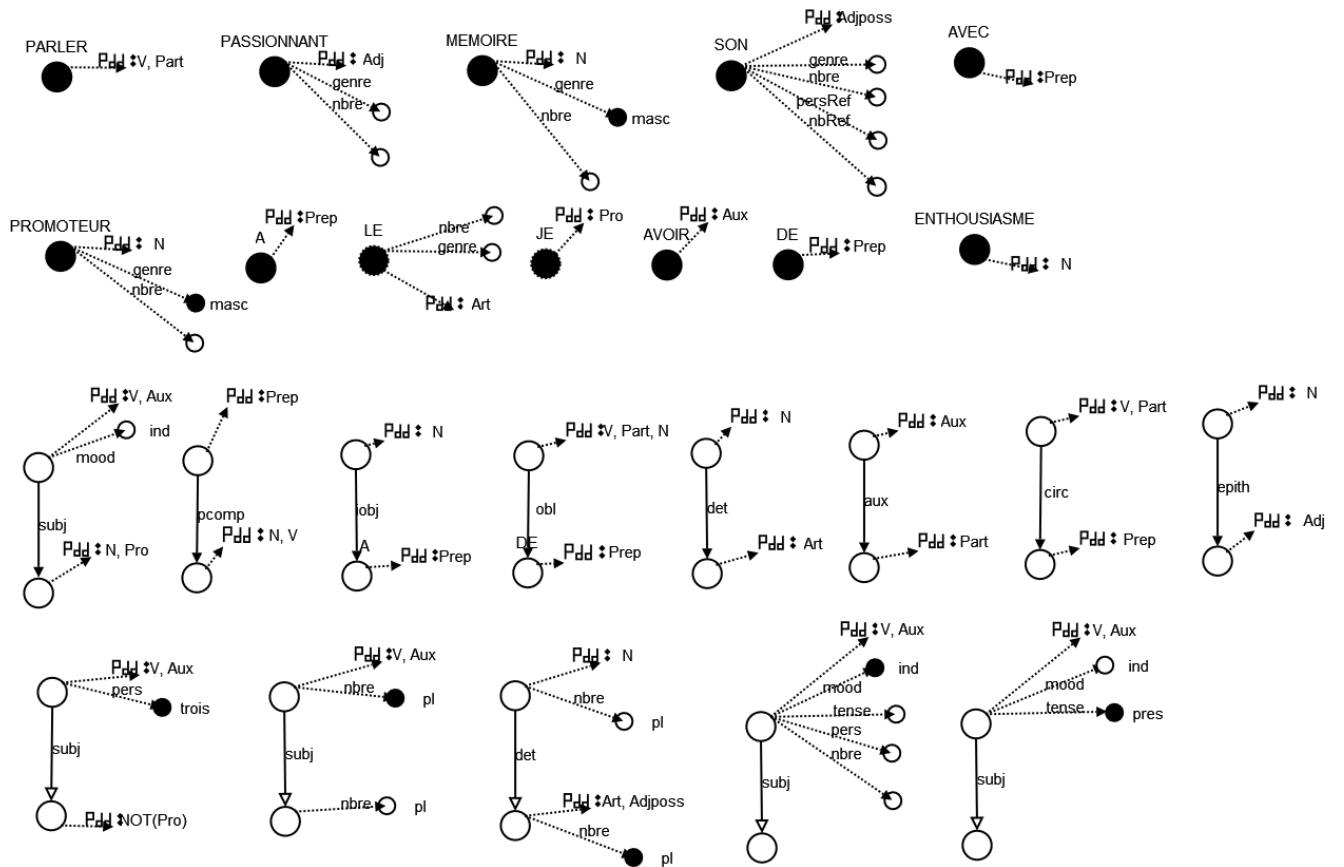 PARLER
Pdd : V, Part
PASSIONNANT
Pdd : Adj
genre
nbre
MEMOIRE
Pdd : N
genre
masc
nbre
SON
Pdd : Adjposs
genre
nbre
persRef
nbRef
AVEC
Pdd : Prep
PROMOTEUR
Pdd : N
genre
masc
nbre
A
Pdd : Prep
LE
nbre
genre
Pdd : Art
JE
Pdd : Pro
AVOIR
Pdd : Aux
DE
Pdd : Prep
ENTHOUSIASME
Pdd : N
Pdd : V, Aux
ind
mood
subj
Pdd : N, Pro
Pdd : Prep
pcomp
Pdd : N, V
Pdd : N
iobj
A
Pdd : Prep
Pdd : V, Part, N
obl
DE
Pdd : Prep
Pdd : N
det
Pdd : Art
Pdd : Aux
aux
Pdd : Part
Pdd : V, Part
circ
Pdd : Prep
Pdd : N
epith
Pdd : Adj
Pdd : V, Aux
pers
trois
subj
Pdd : NOT(Pro)
Pdd : V, Aux
nbre
pl
subj
nbre
pl
Pdd : N
nbre
pl
det
Pdd : Art, Adjposs
nbre
pl
Pdd : V, Aux
ind
mood
tense
pers
nbre
subj
Pdd : V, Aux
ind
mood
tense
pres
subj